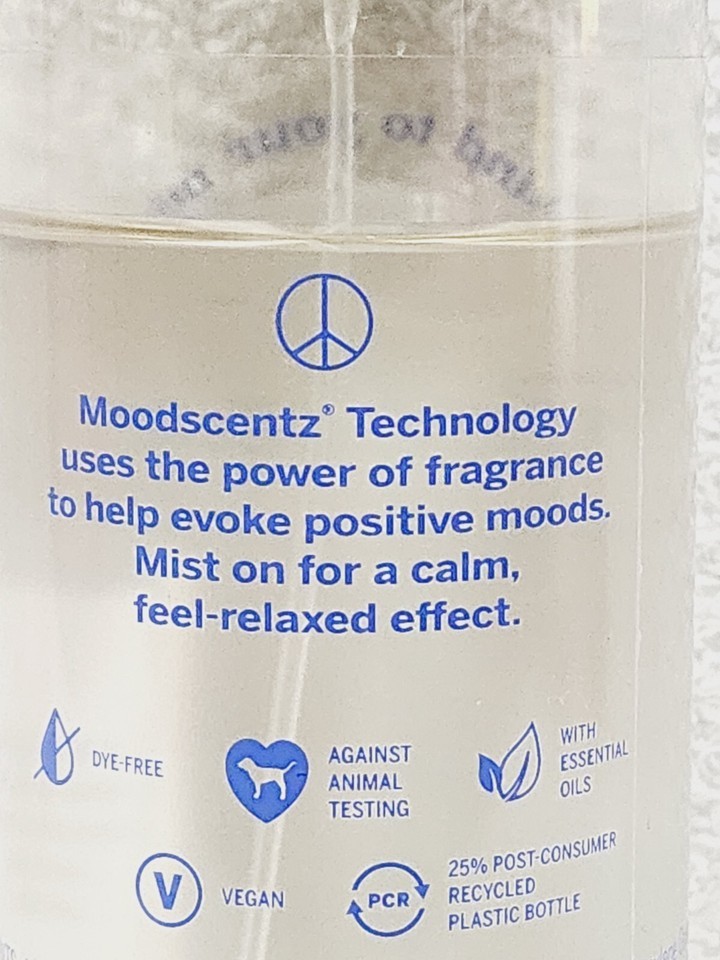 Moodscentz® Technology
uses the power of fragrance
to help evoke positive moods.
Mist on for a calm,
feel-relaxed effect.
DYE-FREE
AGAINST
ANIMAL
TESTING
WITH
ESSENTIAL
OILS
V
VEGAN
PCR
25% POST-CONSUMER
RECYCLED
PLASTIC BOTTLE